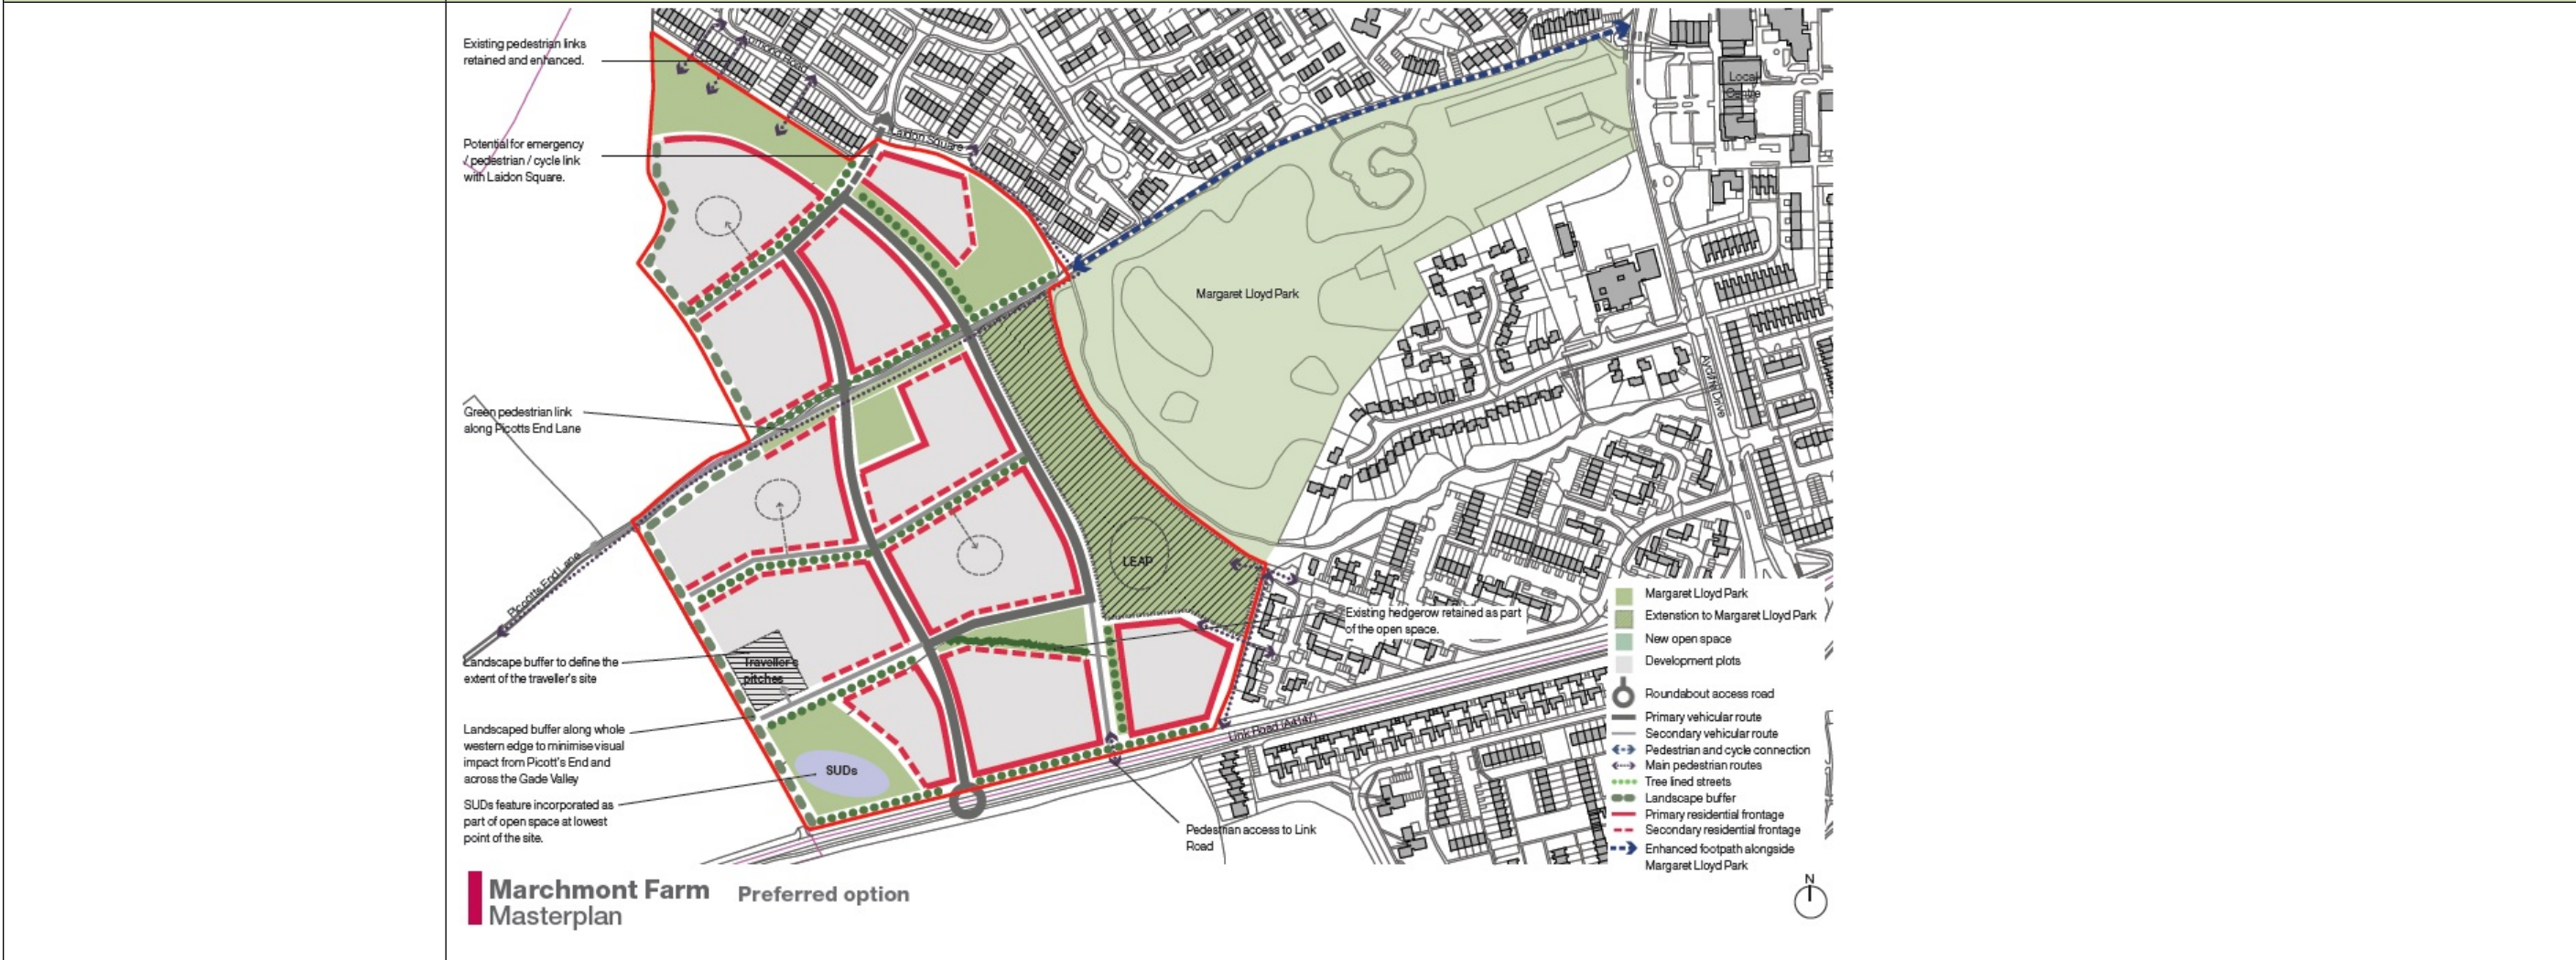 Existing pedestrian links
retained and enhanced.
Potential for emergency
/ pedestrian / cycle link
with Laidon Square.
Green pedestrian link
along Picotts End Lane
Landscape buffer to define the
extent of the traveller's site
Landscaped buffer along whole
western edge to minimise visual
impact from Picott's End and
across the Gade Valley
SUDs feature incorporated as
part of open space at lowest
point of the site.
Laidon Square
Local
Centre
Margaret Lloyd Park
Aycliffe Drive
Picotts End Lane
LEAP
Existing hedgerow retained as part
of the open space.
Traveller's
pitches
SUDs
Link Road (A4147)
Pedestrian access to Link
Road
Margaret Lloyd Park
Extenstion to Margaret Lloyd Park
New open space
Development plots
Roundabout access road
Primary vehicular route
Secondary vehicular route
Pedestrian and cycle connection
Main pedestrian routes
Tree lined streets
Landscape buffer
Primary residential frontage
Secondary residential frontage
Enhanced footpath alongside
Margaret Lloyd Park
N
Marchmont Farm
Masterplan
Preferred option